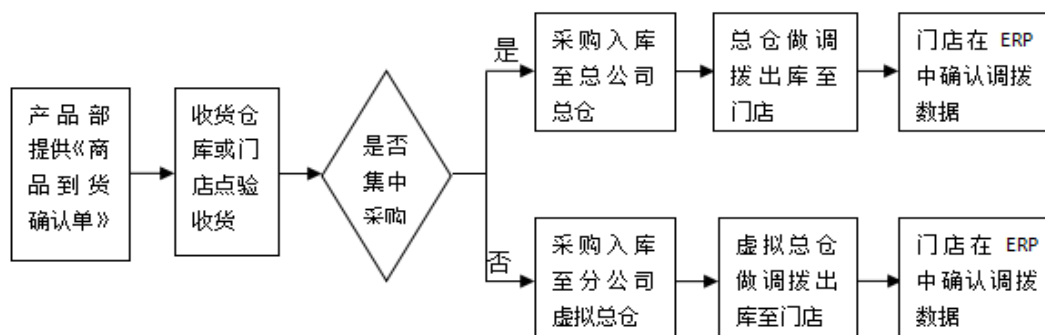 产品部
提供《商
品到货
确认单》
收货仓
库或门
店点验
收货
是否
集中
采购
是
采购入库
至总公司
总仓
总仓做调
拨出库至
门店
门店在 ERP
中确认调拨
数据
否
采购入库
至分公司
虚拟总仓
虚拟总仓
做调拨出
库至门店
门店在 ERP
中确认调拨
数据